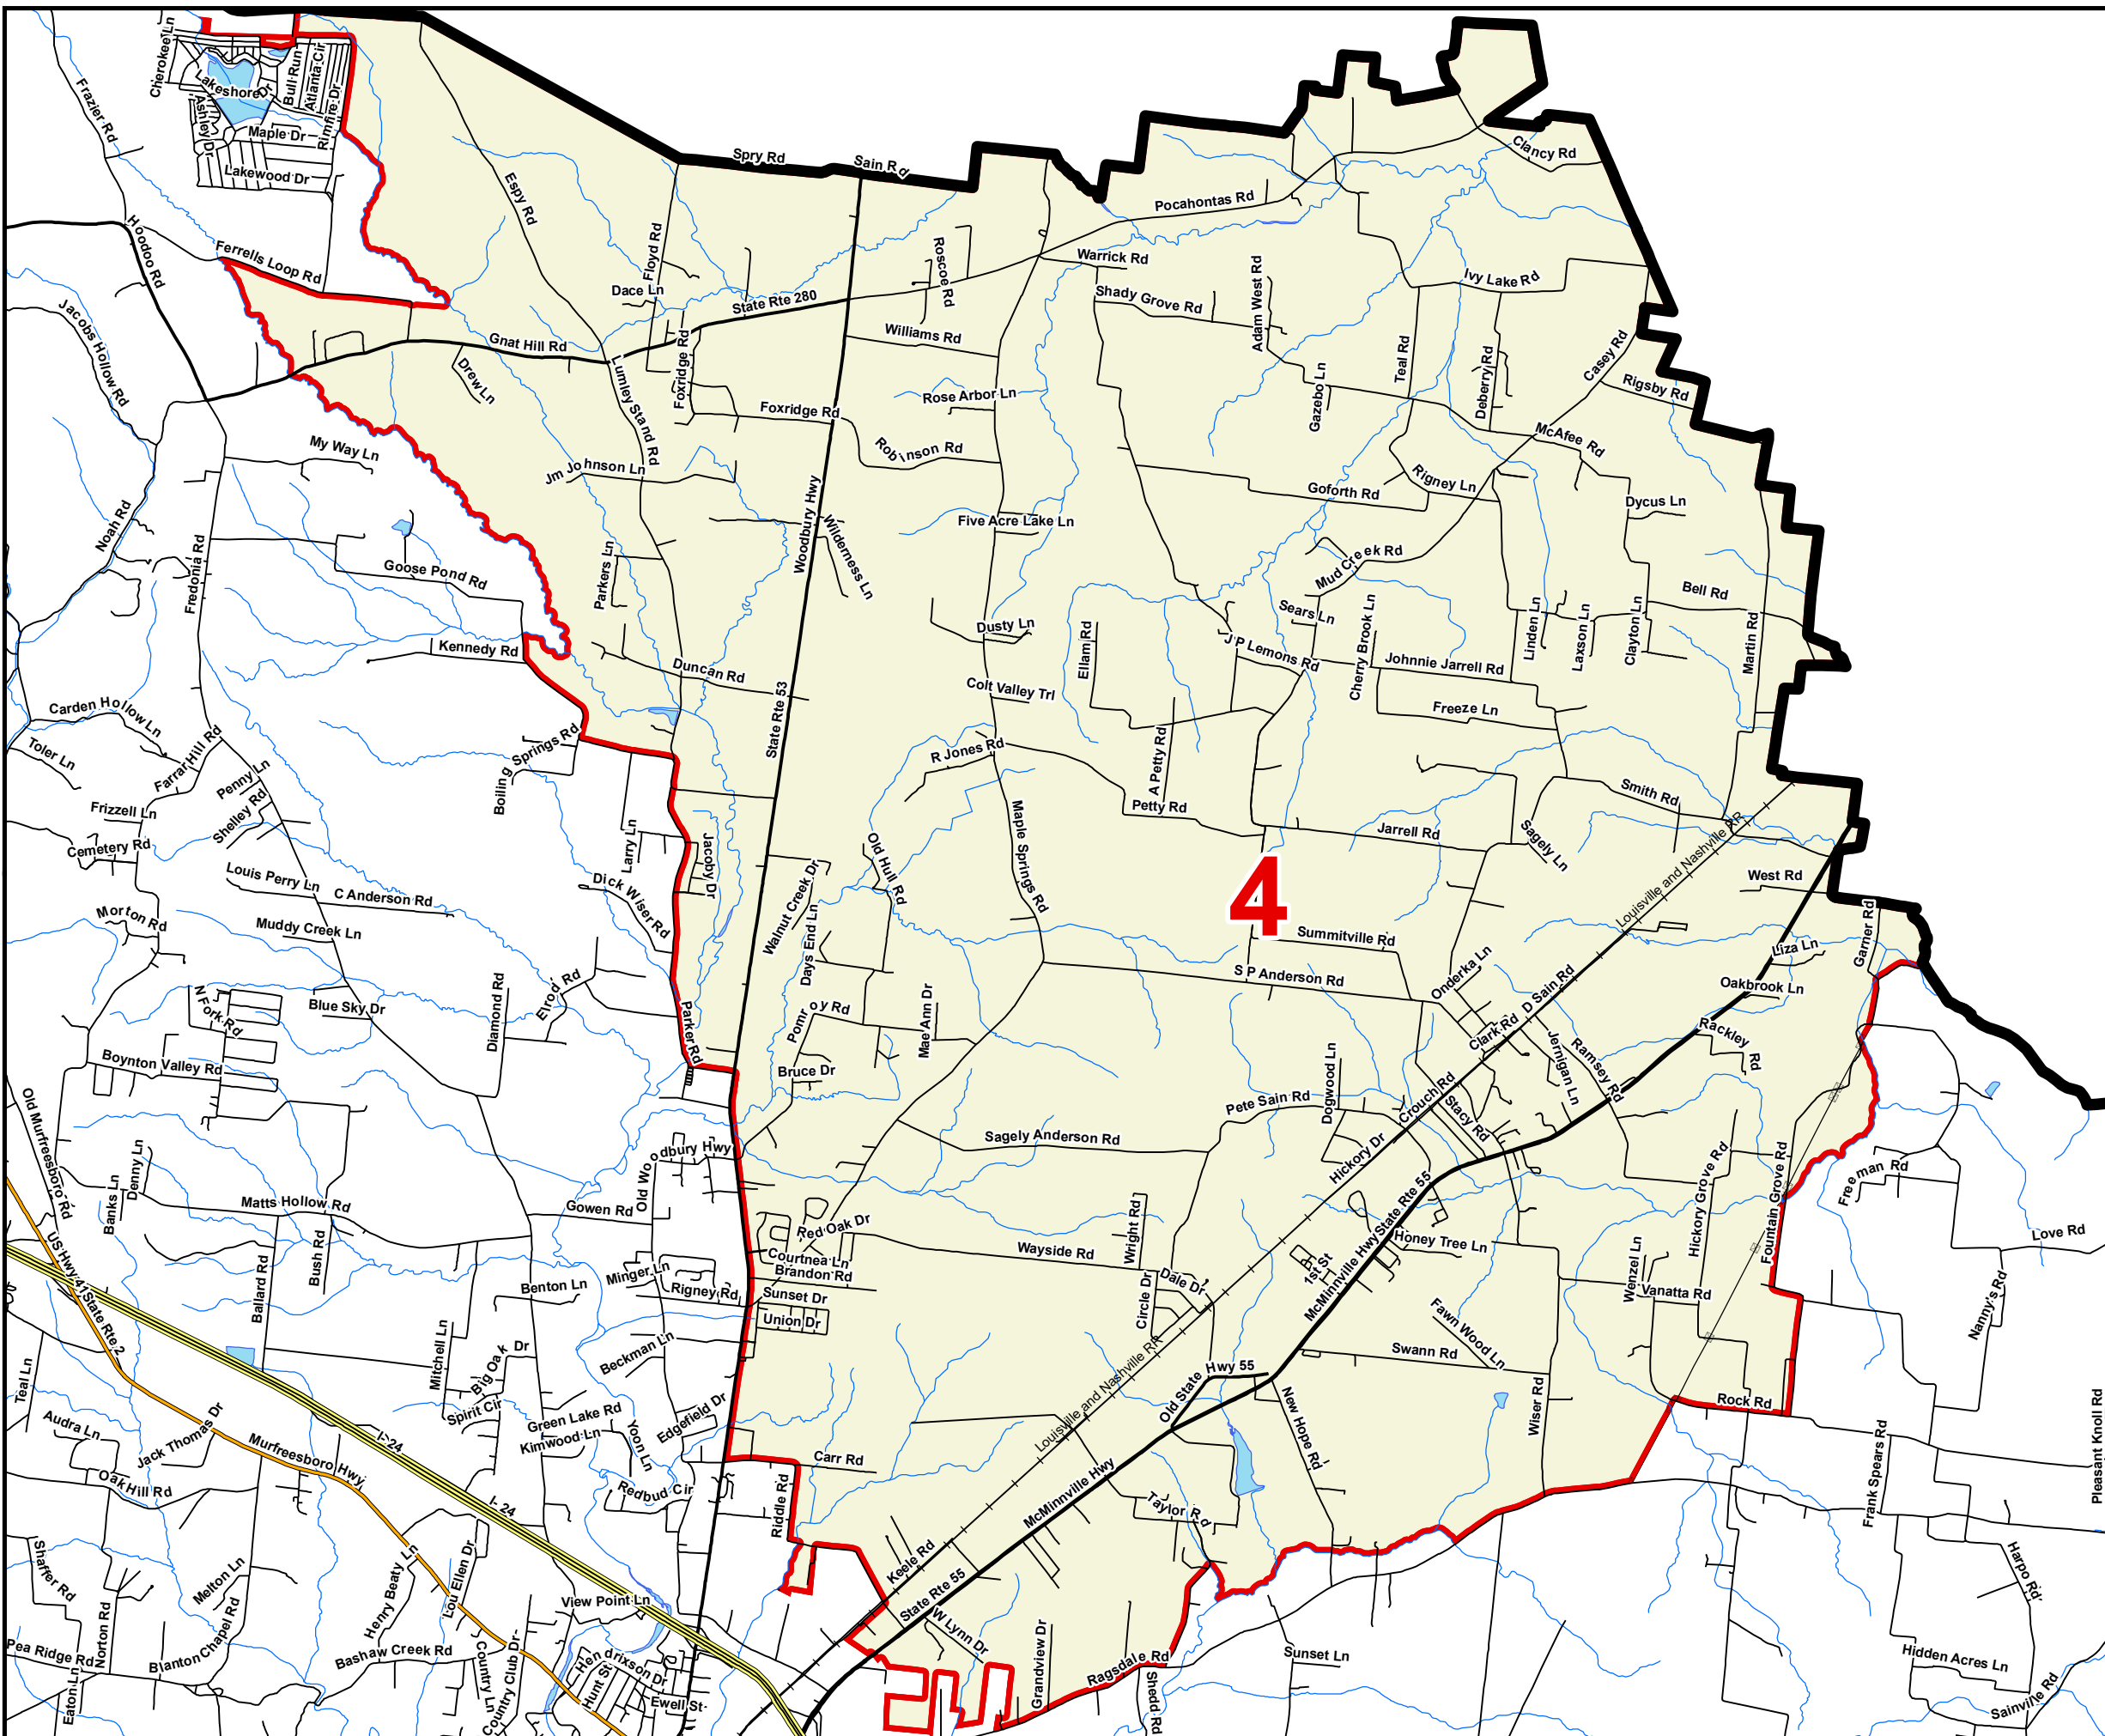 Cherokee Ln
Frazier Rd
Lakeshore Dr
Bull Run
Atlanta Cir
Rimfire Dr
Ashley Dr
Maple Dr
Lakewood Dr
Hoodoo Rd
Ferrells Loop Rd
Jacobs Hollow Rd
Espy Rd
Spry Rd
Sain Rd
Floyd Rd
Dace Ln
State Rte 280
Roscoe Rd
Pocahontas Rd
Clancy Rd
Warrick Rd
Shady Grove Rd
Adam West Rd
Ivy Lake Rd
Gnat Hill Rd
Drew Ln
Lumley Stand Rd
Foxridge Rd
Foxridge Rd
Williams Rd
Rose Arbor Ln
Robinson Rd
Gazebo Ln
Teal Rd
Deberry Rd
Casey Rd
Rigsby Rd
McAfee Rd
My Way Ln
Jm Johnson Ln
Woodbury Hwy
Wilderness Ln
Five Acre Lake Ln
Goforth Rd
Rigney Ln
Dycus Ln
Noah Rd
Fredonia Rd
Goose Pond Rd
Parkers Ln
Mud Creek Rd
Bell Rd
Kennedy Rd
Duncan Rd
State Rte 53
Dusty Ln
Ellam Rd
Sears Ln
J P Lemons Rd
Cherry Brook Ln
Johnnie Jarrell Rd
Linden Ln
Laxson Ln
Clayton Ln
Martin Rd
Colt Valley Trl
Freeze Ln
Carden Hollow Ln
Toler Ln
Farrar Hill Rd
Penny Ln
Shelley Rd
Frizzell Ln
Cemetery Rd
Boiling Springs Rd
R Jones Rd
A Petty Rd
Petty Rd
Maple Springs Rd
Jarrell Rd
Smith Rd
Sagely Ln
Louisville and Nashville RR
West Rd
Larry Ln
Jacoby Dr
Dick Wiser Rd
Louis Perry Ln
C Anderson Rd
Muddy Creek Ln
Morton Rd
Walnut Creek Dr
Days End Ln
Old Hull Rd
4
Summitville Rd
S P Anderson Rd
Onderka Ln
Clark Rd
D Sain Rd
Liza Ln
Oakbrook Ln
Garner Rd
Rackley Rd
N Fork Rd
Blue Sky Dr
Diamond Rd
Elrod Rd
Parker Rd
Pomroy Rd
Mae Ann Dr
Bruce Dr
Boynton Valley Rd
Old Murfreesboro Rd
Jernigan Ln
Ramsey Rd
Dogwood Ln
Pete Sain Rd
Crouch Rd
Stacy Rd
Hickory Dr
Sagely Anderson Rd
Old Woodbury Hwy
Gowen Rd
Denny Ln
Banks Ln
Matts Hollow Rd
Ballard Rd
Bush Rd
US Hwy 41
State Rte 2
Red Oak Dr
Courtnea Ln
Brandon Rd
Sunset Dr
Union Dr
Wayside Rd
Wright Rd
Dale Dr
Circle Dr
1st St
McMinnville Hwy
State Rte 55
Honey Tree Ln
Hickory Grove Rd
Fountain Grove Rd
Freeman Rd
Love Rd
Wenzel Ln
Vanatta Rd
Nanny's Rd
Minger Ln
Rigney Rd
Benton Ln
Beckman Ln
Mitchell Ln
Big Oak Dr
Spirit Cir
Green Lake Rd
Kimwood Ln
Yoon Ln
Edgefield Dr
Redbud Cir
Fawn Wood Ln
Swann Rd
Old State Hwy 55
Louisville and Nashville RR
New Hope Rd
Wiser Rd
Rock Rd
Teal Ln
Audra Ln
Jack Thomas Dr
Oak Hill Rd
Murfreesboro Hwy
I- 24
I- 24
Carr Rd
Riddle Rd
McMinnville Hwy
Taylor Rd
Frank Spears Rd
Pleasant Knoll Rd
Shaffer Rd
Norton Rd
Melton Ln
Henry Beaty Ln
Lou Ellen Dr
Keele Rd
State Rte 55
W Lynn Dr
Grandview Dr
Ragsdale Rd
Shedd Rd
Sunset Ln
Harpo Rd
Hidden Acres Ln
Sainville Rd
Pea Ridge Rd
Eaton Ln
Blanton Chapel Rd
Bashaw Creek Rd
Country Ln
Country Club Dr
View Point Ln
Hendrixson Dr
Hunt St
Ewell St